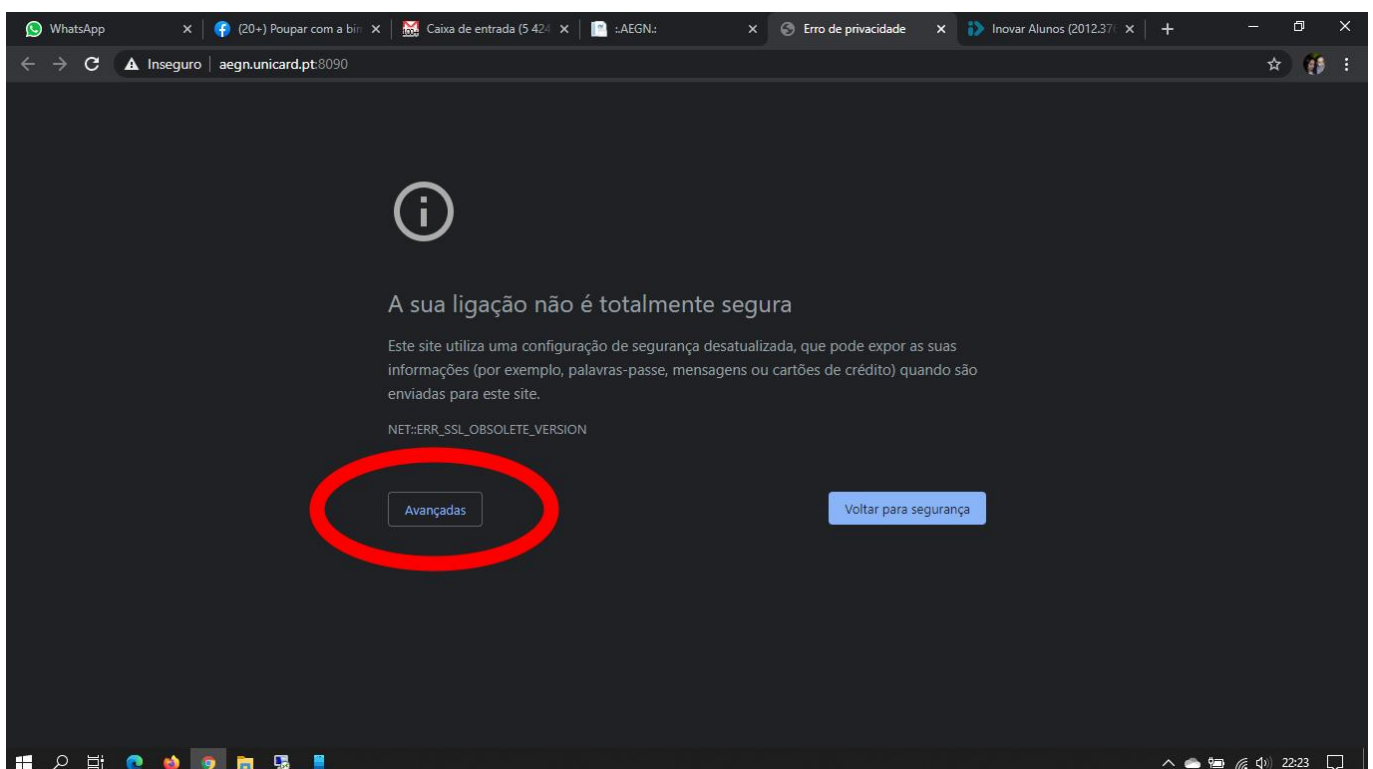 WhatsApp
(20+) Poupar com a bim
100+
Caixa de entrada (5 424
:.AEGN.:
Erro de privacidade
Inovar Alunos (2012.376
Inseguro
aegn.unicard.pt:8090
A sua ligação não é totalmente segura
Este site utiliza uma configuração de segurança desatualizada, que pode expor as suas
informações (por exemplo, palavras-passe, mensagens ou cartões de crédito) quando são
enviadas para este site.
NET::ERR_SSL_OBSOLETE_VERSION
Avançadas
Voltar para segurança
22:23